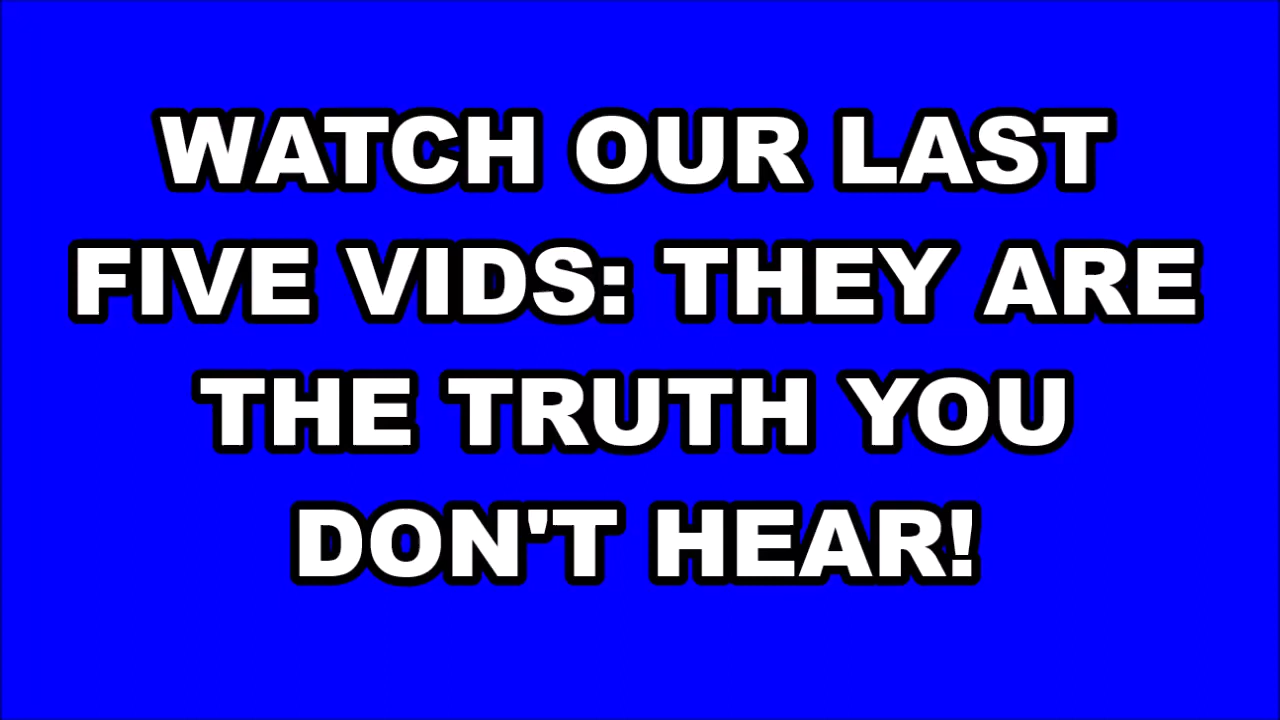 WATCH OUR LAST
FIVE VIDS: THEY ARE
THE TRUTH YOU
DON'T HEAR!